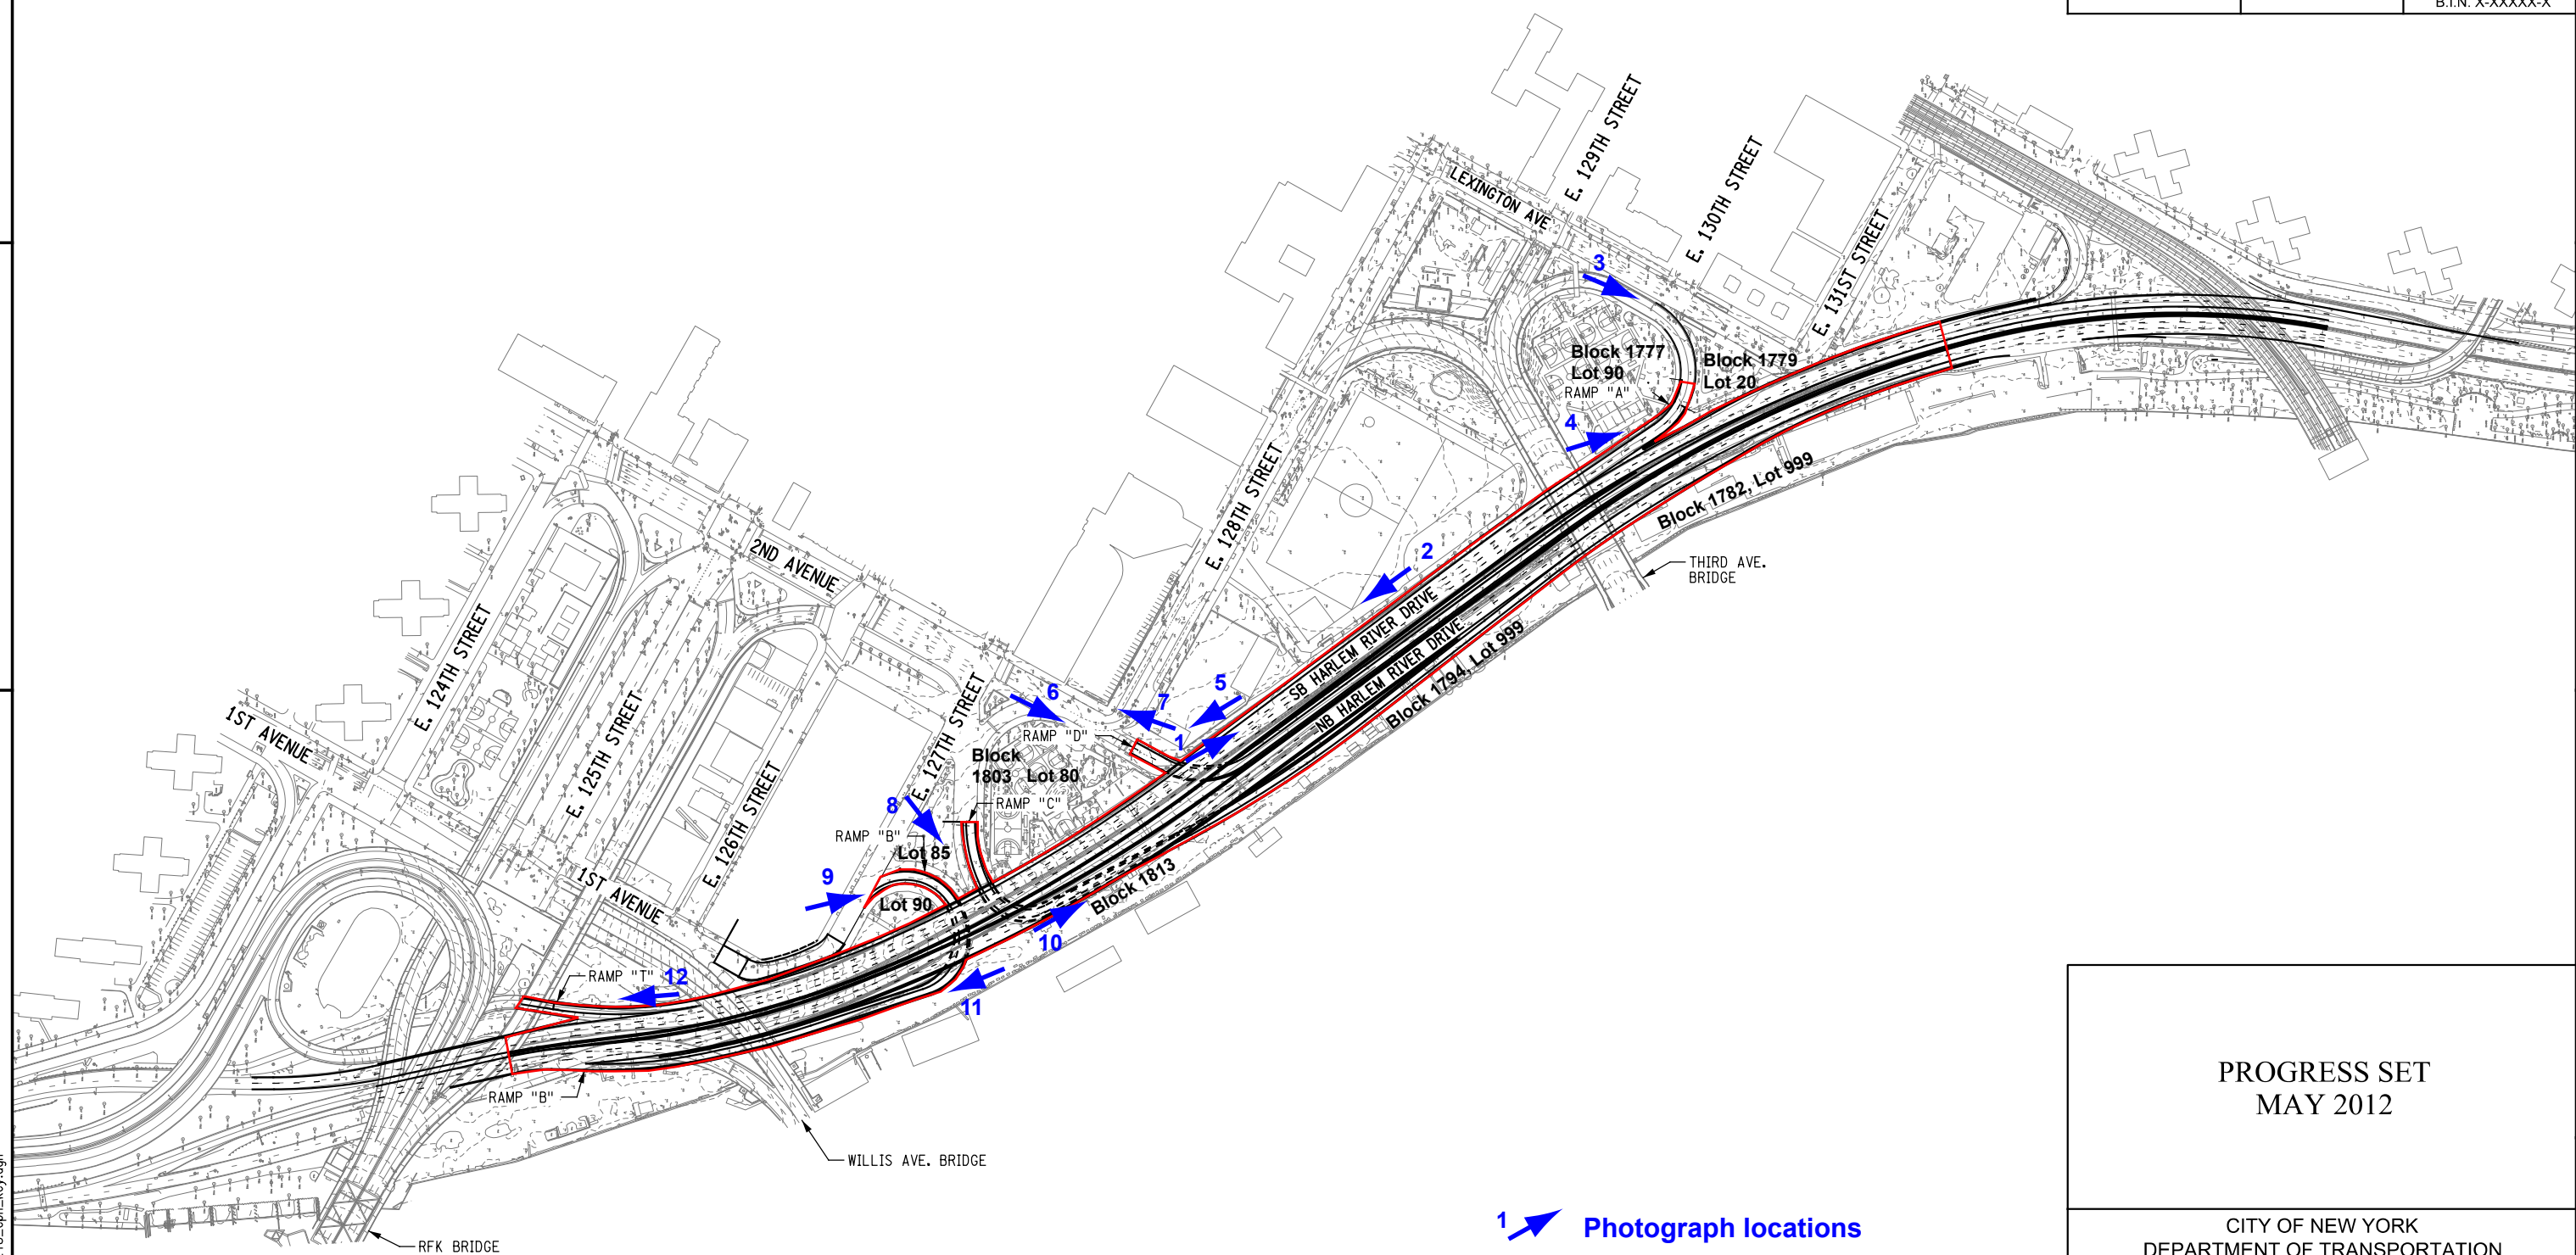 B.I.N. X-XXXXX-X
E. 129TH STREET
LEXINGTON AVE
E. 130TH STREET
E. 131ST STREET
3
Block 1777
Lot 90
RAMP "A"
Block 1779
Lot 20
4
Block 1782, Lot 999
THIRD AVE.
BRIDGE
E. 128TH STREET
2
SB HARLEM RIVER DRIVE
NB HARLEM RIVER DRIVE
Block 1794, Lot 999
2ND AVENUE
E. 124TH STREET
1ST AVENUE
E. 125TH STREET
E. 126TH STREET
E. 127TH STREET
6
7
5
1
RAMP "D"
Block
1803 Lot 80
8
RAMP "C"
RAMP "B"
Lot 85
9
Lot 90
Block 1813
10
1ST AVENUE
RAMP "T"
12
11
RAMP "B"
WILLIS AVE. BRIDGE
RFK BRIDGE
1 Photograph locations
PROGRESS SET
MAY 2012
CITY OF NEW YORK
DEPARTMENT OF TRANSPORTATION